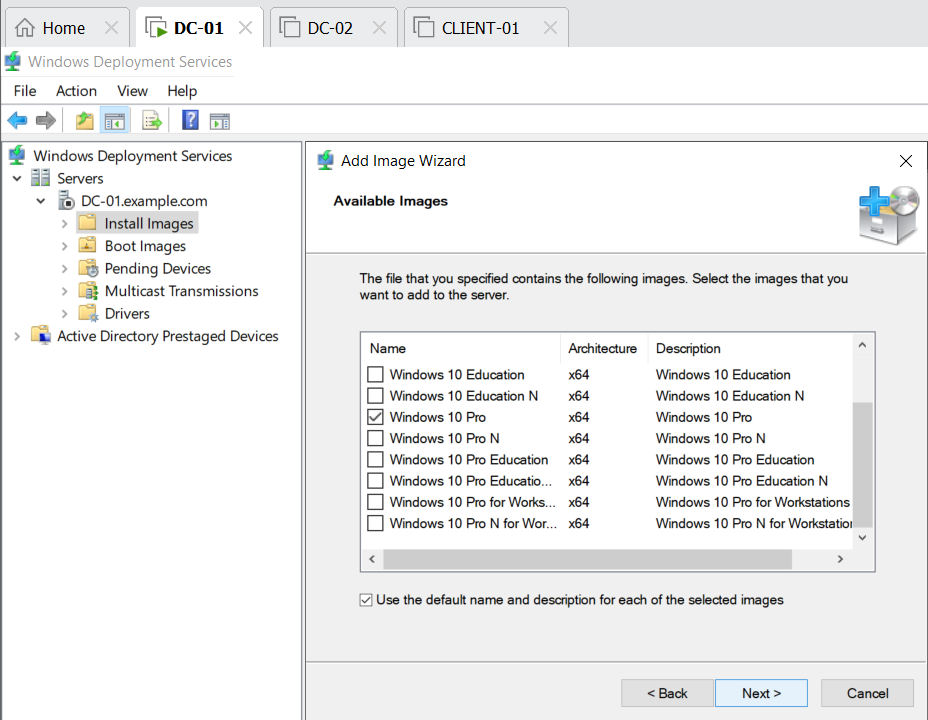 Home
DC-01
DC-02
CLIENT-01
Windows Deployment Services
File Action View Help
Windows Deployment Services
Servers
DC-01.example.com
Install Images
Boot Images
Pending Devices
Multicast Transmissions
Drivers
Active Directory Prestaged Devices
Add Image Wizard
Available Images
The file that you specified contains the following images. Select the images that you
want to add to the server.
Name Architecture Description
Windows 10 Education x64 Windows 10 Education
Windows 10 Education N x64 Windows 10 Education N
Windows 10 Pro x64 Windows 10 Pro
Windows 10 Pro N x64 Windows 10 Pro N
Windows 10 Pro Education x64 Windows 10 Pro Education
Windows 10 Pro Educatio... x64 Windows 10 Pro Education N
Windows 10 Pro for Works... x64 Windows 10 Pro for Workstations
Windows 10 Pro N for Wor... x64 Windows 10 Pro N for Workstation
Use the default name and description for each of the selected images
< Back Next > Cancel